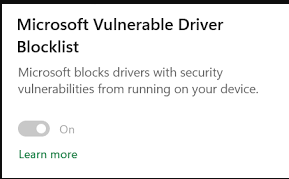 Microsoft Vulnerable Driver
Blocklist
Microsoft blocks drivers with security
vulnerabilities from running on your device.
On
Learn more